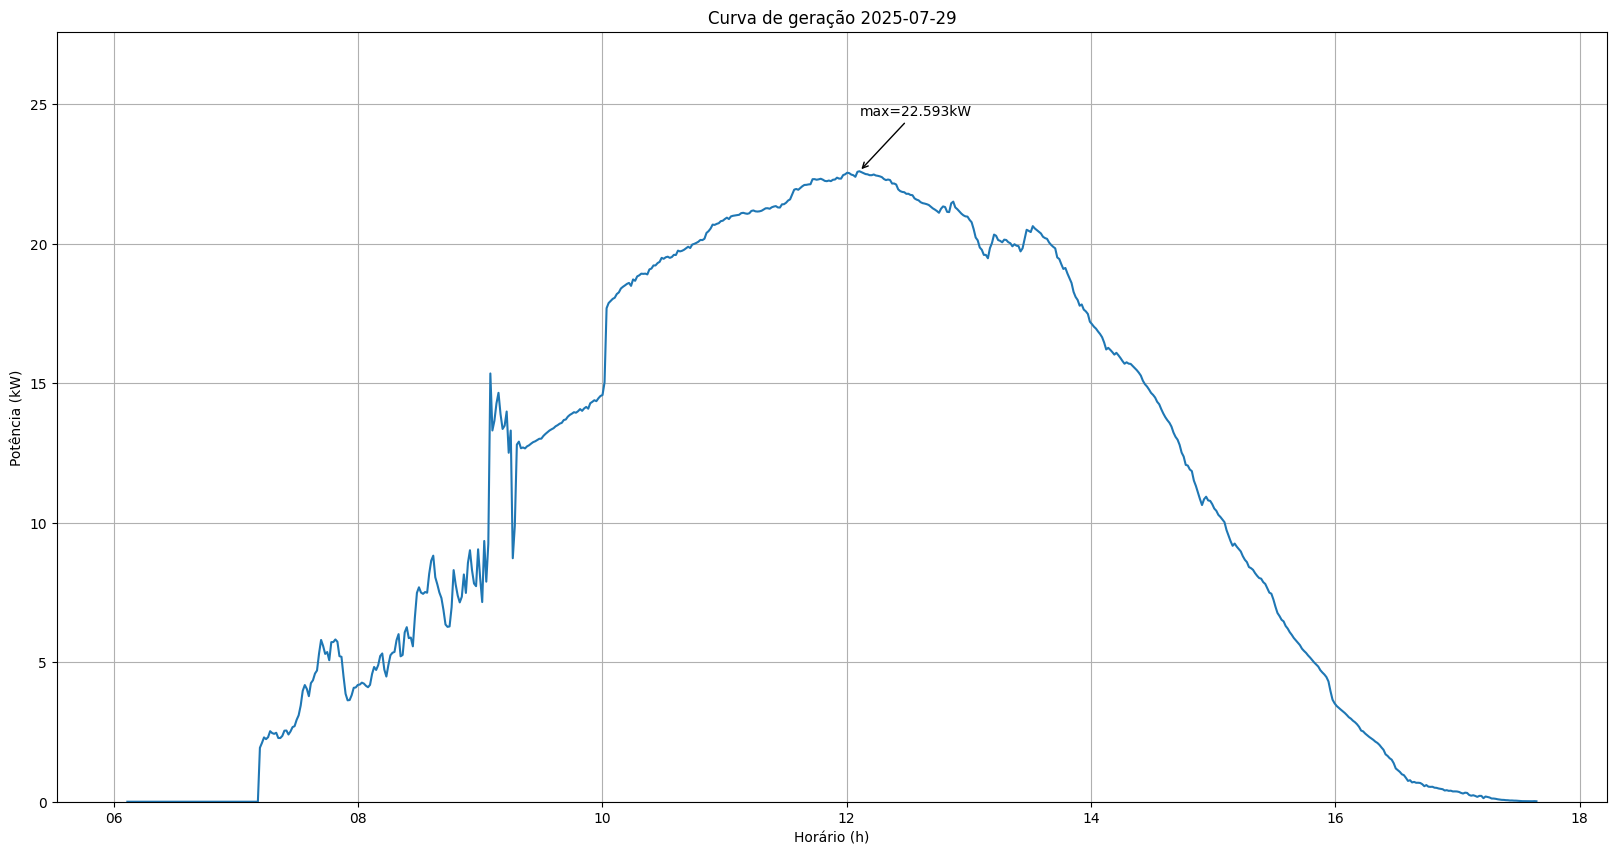 Curva de geração 2025-07-29
max=22.593kW
Potência (kW)
25
20
15
10
5
0
06 08 10 12 14 16 18
Horário (h)